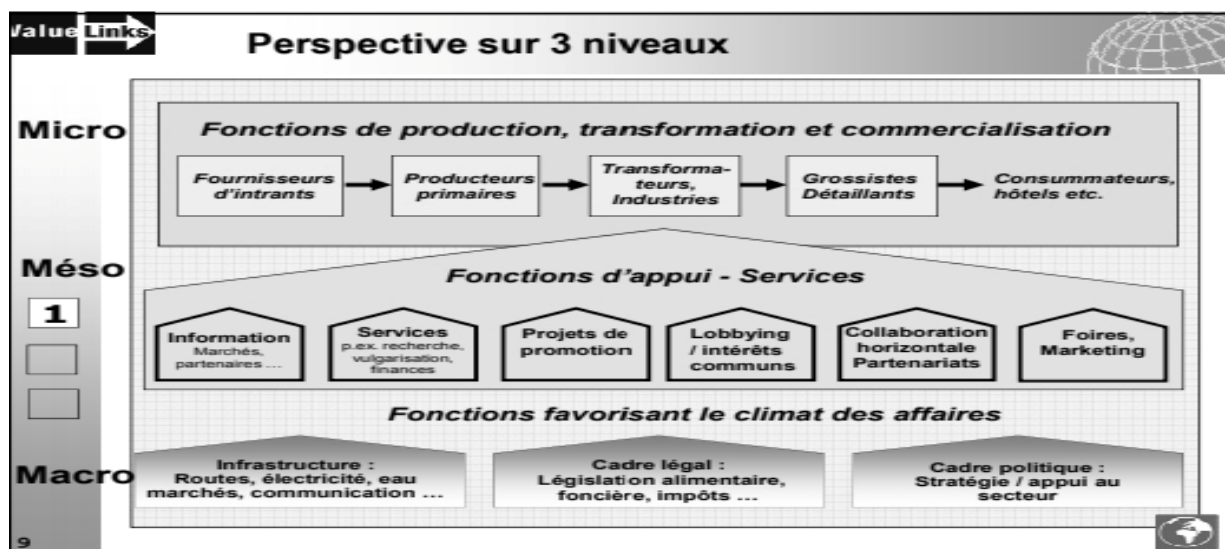 Value Links
Perspective sur 3 niveaux
Micro
Fonctions de production, transformation et commercialisation
Fournisseurs
d'intrants
Producteurs
primaires
Transforma-
teurs,
Industries
Grossistes
Détaillants
Consummateurs,
hôtels etc.
Méso
Fonctions d'appui - Services
1
Information
Marchés,
partenaires ...
Services
p.ex. recherche,
vulgarisation,
finances
Projets de
promotion
Lobbying
/ intérêts
communs
Collaboration
horizontale
Partenariats
Foires,
Marketing
Fonctions favorisant le climat des affaires
Macro
Infrastructure :
Routes, électricité, eau
marchés, communication ...
Cadre légal :
Législation alimentaire,
foncière, impôts ...
Cadre politique :
Stratégie / appui au
secteur
9